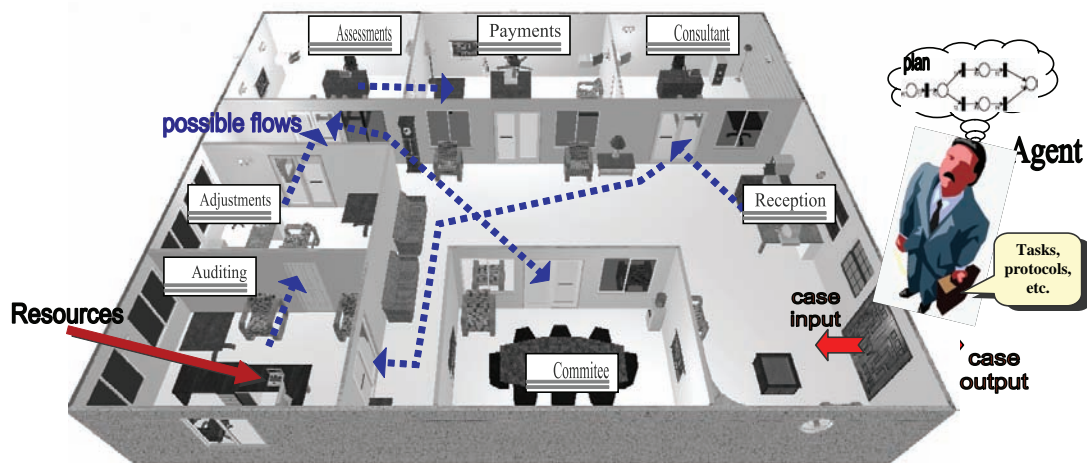 Assessments
Payments
Consultant
plan
possible flows
Agent
Adjustments
Reception
Auditing
Tasks,
protocols,
etc.
Resources
case
input
Commitee
case
output